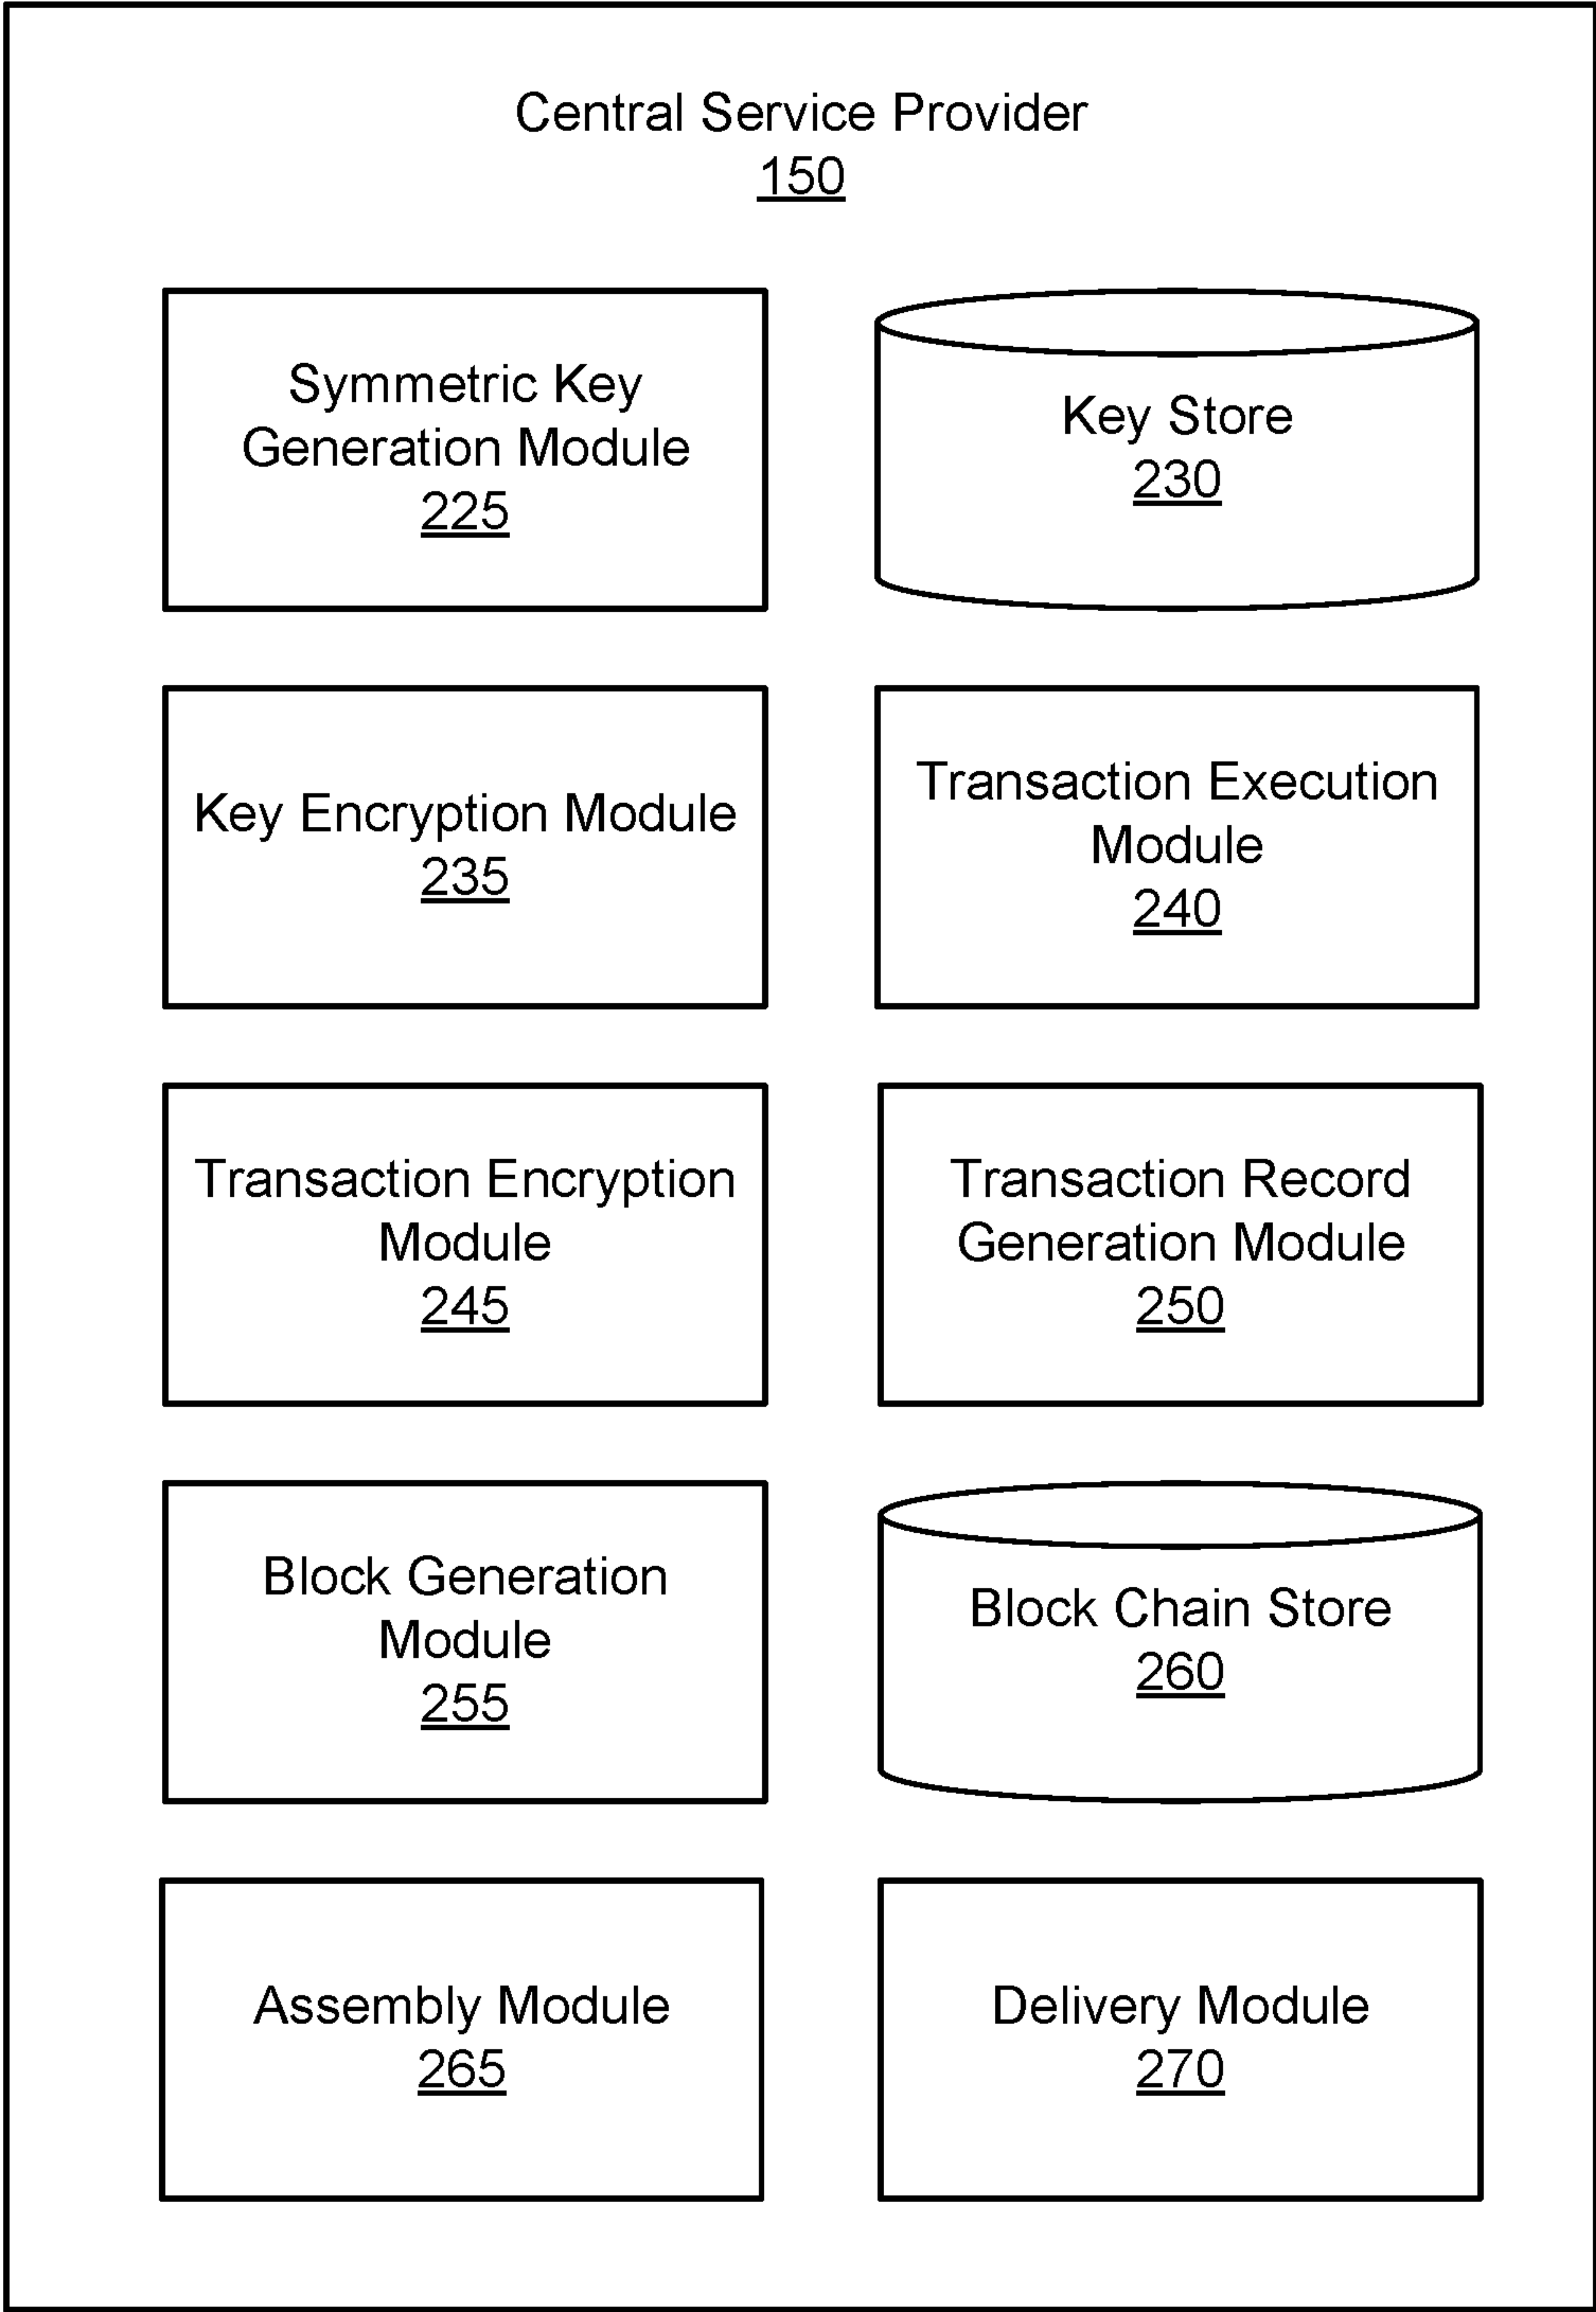 Central Service Provider
150
Symmetric Key
Generation Module
225
Key Store
230
Key Encryption Module
235
Transaction Execution
Module
240
Transaction Encryption
Module
245
Transaction Record
Generation Module
250
Block Generation
Module
255
Block Chain Store
260
Assembly Module
265
Delivery Module
270